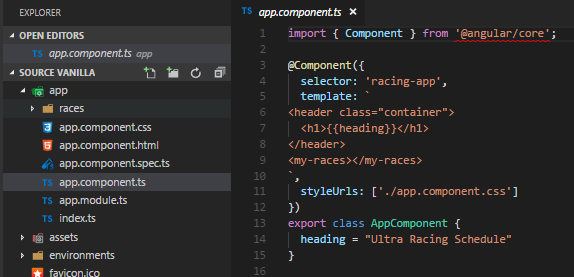 EXPLORER
OPEN EDITORS
TS app.component.ts app
SOURCE VANILLA
app
races
app.component.css
app.component.html
app.component.spec.ts
TS app.component.ts
TS app.module.ts
TS index.ts
assets
environments
favicon.ico
TS app.component.ts ×
1 import { Component } from '@angular/core';
2
3 @Component({
4   selector: 'racing-app',
5   template: `
6 <header class="container">
7   <h1>{{heading}}</h1>
8 </header>
9 <my-races></my-races>
10 `,
11   styleUrls: ['./app.component.css']
12 })
13 export class AppComponent {
14   heading = "Ultra Racing Schedule"
15 }
16